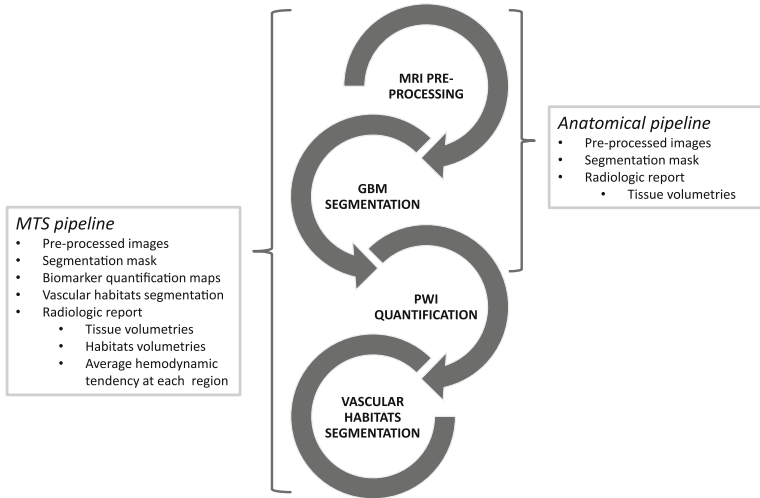 MRI PRE-
PROCESSING
GBM
SEGMENTATION
PWI
QUANTIFICATION
VASCULAR
HABITATS
SEGMENTATION
Anatomical pipeline
• Pre-processed images
• Segmentation mask
• Radiologic report
• Tissue volumetries
MTS pipeline
• Pre-processed images
• Segmentation mask
• Biomarker quantification maps
• Vascular habitats segmentation
• Radiologic report
• Tissue volumetries
• Habitats volumetries
• Average hemodynamic
tendency at each region